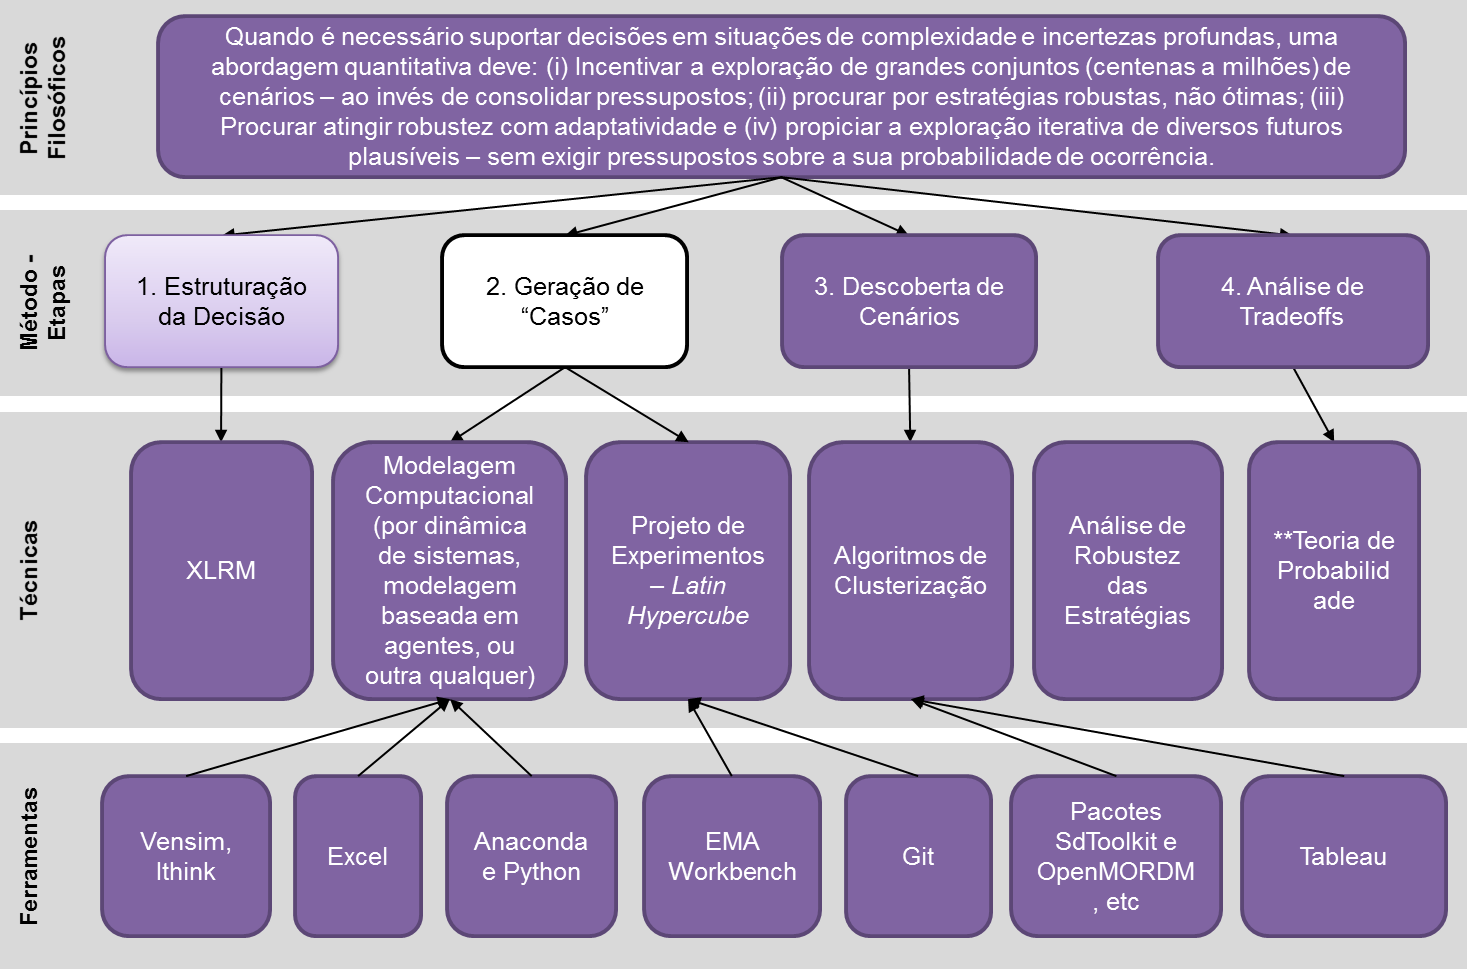 Princípios
Filosóficos
Quando é necessário suportar decisões em situações de complexidade e incertezas profundas, uma
abordagem quantitativa deve: (i) Incentivar a exploração de grandes conjuntos (centenas a milhões) de
cenários – ao invés de consolidar pressupostos; (ii) procurar por estratégias robustas, não ótimas; (iii)
Procurar atingir robustez com adaptatividade e (iv) propiciar a exploração iterativa de diversos futuros
plausíveis – sem exigir pressupostos sobre a sua probabilidade de ocorrência.
Método -
Etapas
1. Estruturação
da Decisão
2. Geração de
“Casos”
3. Descoberta de
Cenários
4. Análise de
Tradeoffs
Técnicas
XLRM
Modelagem
Computacional
(por dinâmica
de sistemas,
modelagem
baseada em
agentes, ou
outra qualquer)
Projeto de
Experimentos
– Latin
Hypercube
Algoritmos de
Clusterização
Análise de
Robustez
das
Estratégias
**Teoria de
Probabilid
ade
Ferramentas
Vensim,
Ithink
Excel
Anaconda
e Python
EMA
Workbench
Git
Pacotes
SdToolkit e
OpenMORDM
, etc
Tableau